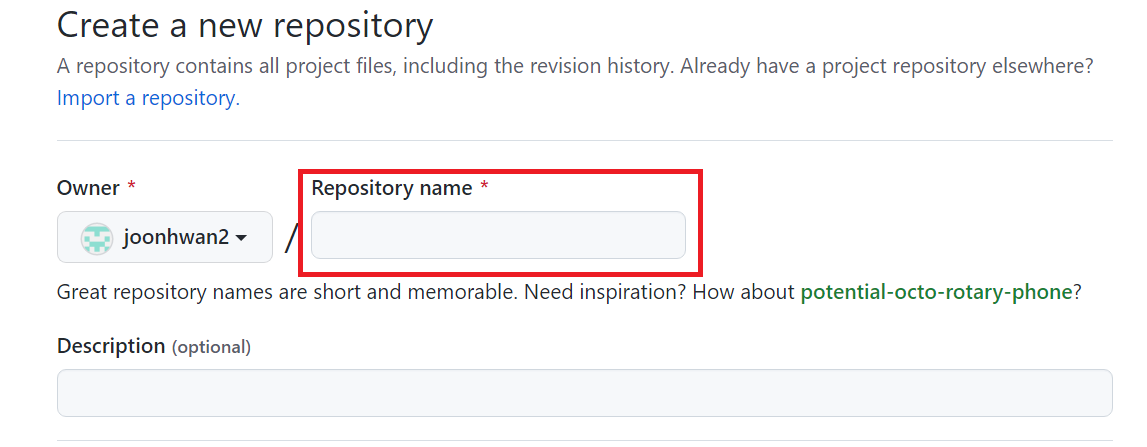 Create a new repository
A repository contains all project files, including the revision history. Already have a project repository elsewhere?
Import a repository.
Owner *
Repository name *
joonhwan2
/
Great repository names are short and memorable. Need inspiration? How about potential-octo-rotary-phone?
Description (optional)